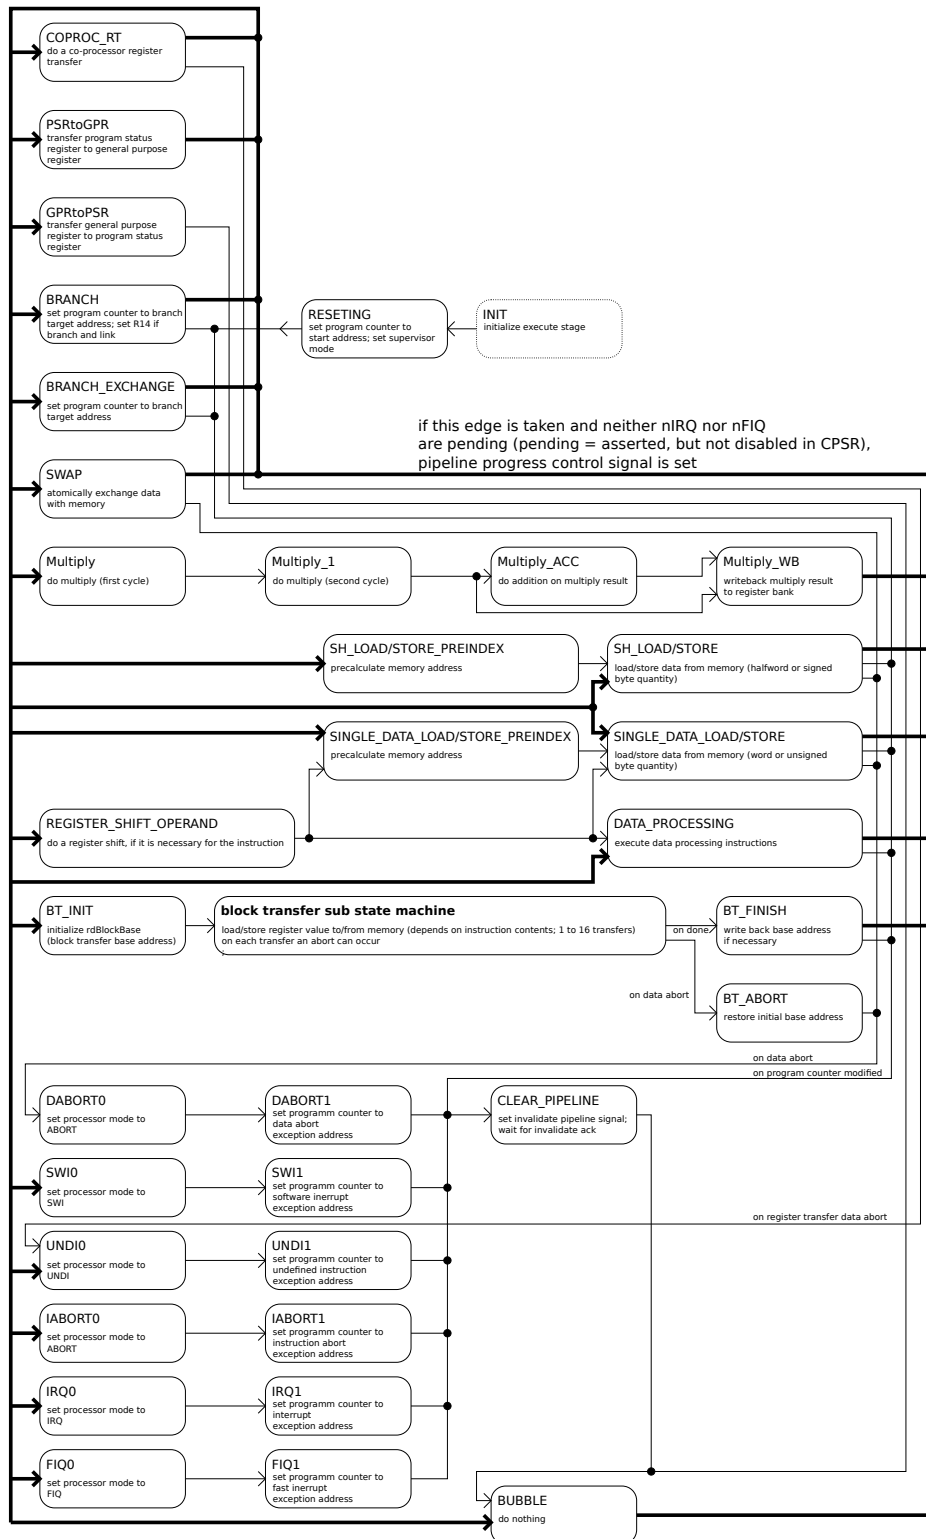 COPROC_RT
do a co-processor register
transfer
PSRtoGPR
transfer program status
register to general purpose
register
GPRtoPSR
transfer general purpose
register to program status
register
BRANCH
set program counter to branch
target address; set R14 if
branch and link
RESETING
set program counter to
start address; set supervisor
mode
INIT
initialize execute stage
BRANCH_EXCHANGE
set program counter to branch
target address
if this edge is taken and neither nIRQ nor nFIQ
are pending (pending = asserted, but not disabled in CPSR),
pipeline progress control signal is set
SWAP
atomically exchange data
with memory
Multiply
do multiply (first cycle)
Multiply_1
do multiply (second cycle)
Multiply_ACC
do addition on multiply result
Multiply_WB
writeback multiply result
to register bank
SH_LOAD/STORE_PREINDEX
precalculate memory address
SH_LOAD/STORE
load/store data from memory (halfword or signed
byte quantity)
SINGLE_DATA_LOAD/STORE_PREINDEX
precalculate memory address
SINGLE_DATA_LOAD/STORE
load/store data from memory (word or unsigned
byte quantity)
REGISTER_SHIFT_OPERAND
do a register shift, if it is necessary for the instruction
DATA_PROCESSING
execute data processing instructions
BT_INIT
initialize rdBlockBase
(block transfer base address)
block transfer sub state machine
load/store register value to/from memory (depends on instruction contents; 1 to 16 transfers)
on each transfer an abort can occur
;
on done
BT_FINISH
write back base address
if necessary
on data abort
BT_ABORT
restore initial base address
on data abort
on program counter modified
DABORT0
set processor mode to
ABORT
DABORT1
set programm counter to
data abort
exception address
CLEAR_PIPELINE
set invalidate pipeline signal;
wait for invalidate ack
SWI0
set processor mode to
SWI
SWI1
set programm counter to
software inerrupt
exception address
on register transfer data abort
UNDI0
set processor mode to
UNDI
UNDI1
set programm counter to
undefined instruction
exception address
IABORT0
set processor mode to
ABORT
IABORT1
set programm counter to
instruction abort
exception address
IRQ0
set processor mode to
IRQ
IRQ1
set programm counter to
interrupt
exception address
FIQ0
set processor mode to
FIQ
FIQ1
set programm counter to
fast inerrupt
exception address
BUBBLE
do nothing